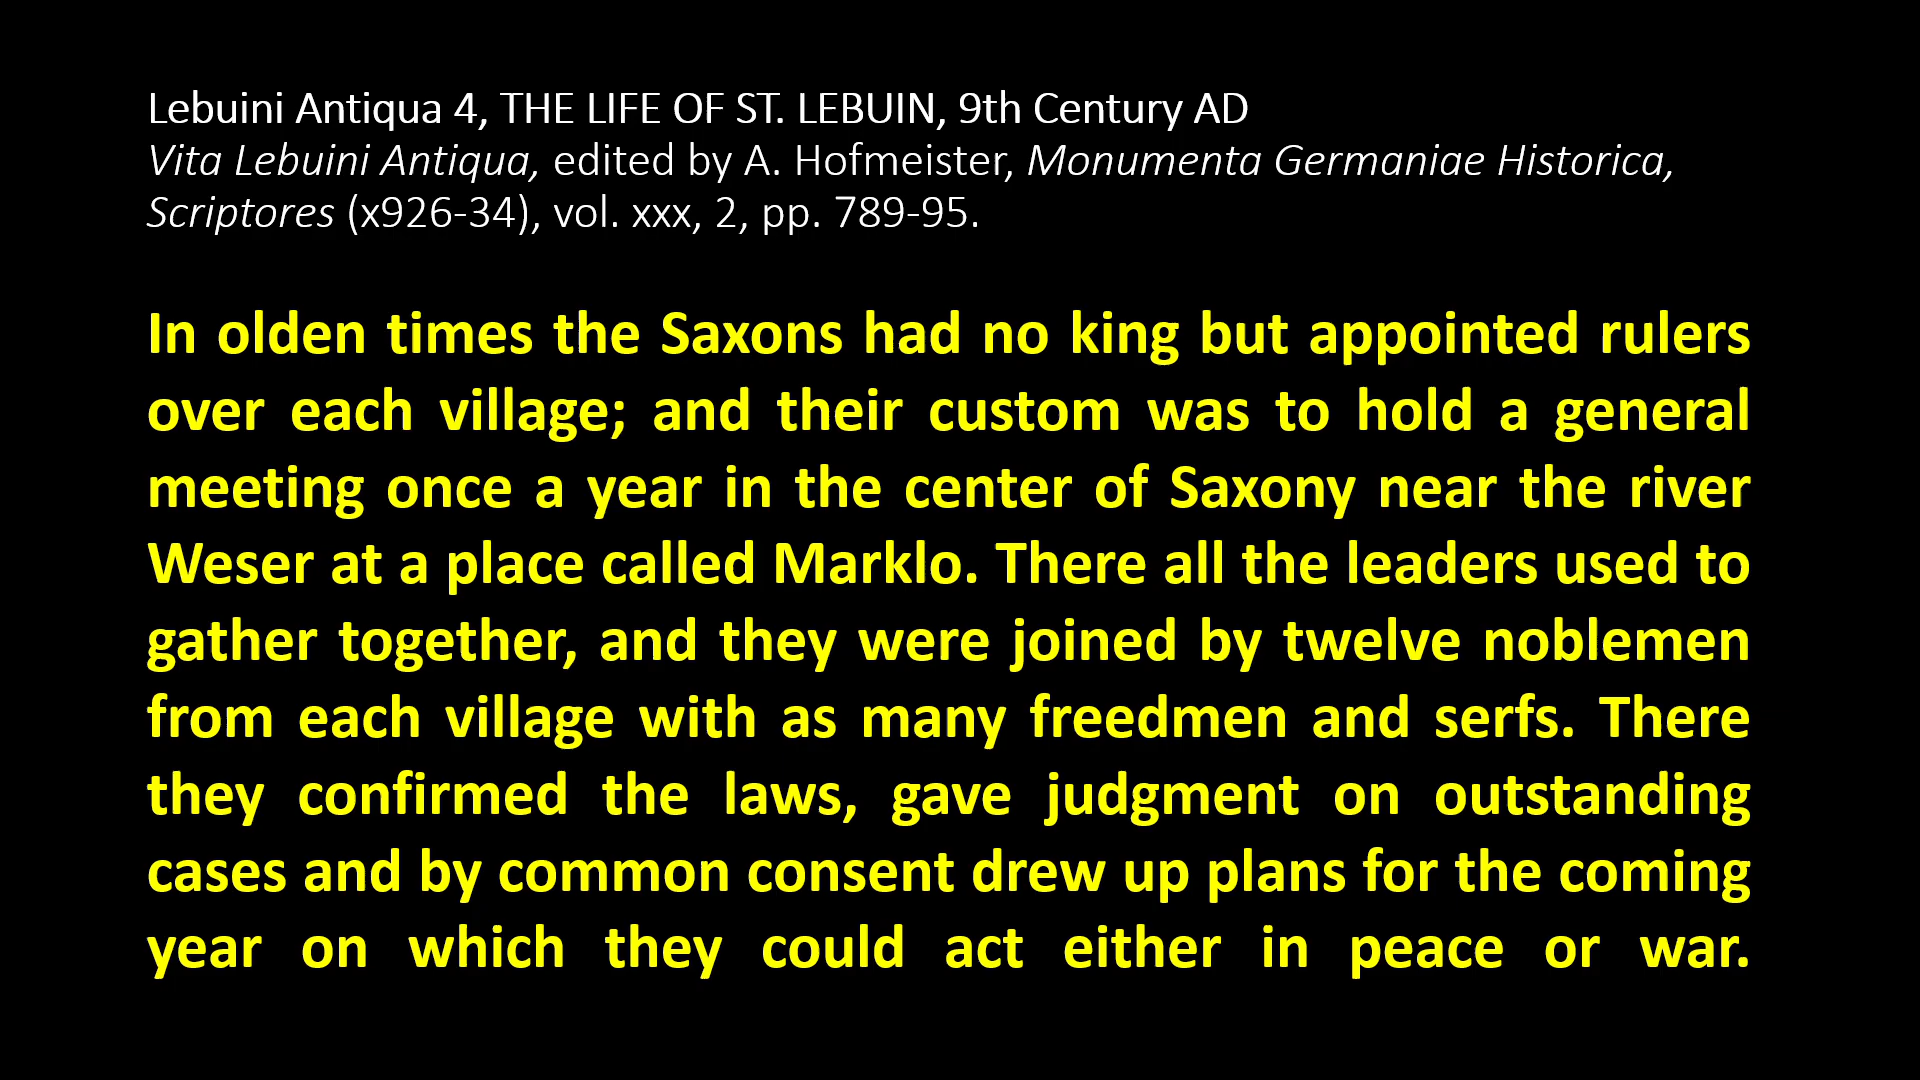 Lebuini Antiqua 4, THE LIFE OF ST. LEBUIN, 9th Century AD
Vita Lebuini Antiqua, edited by A. Hofmeister, Monumenta Germaniae Historica,
Scriptores (x926-34), vol. xxx, 2, pp. 789-95.
In olden times the Saxons had no king but appointed rulers
over each village; and their custom was to hold a general
meeting once a year in the center of Saxony near the river
Weser at a place called Marklo. There all the leaders used to
gather together, and they were joined by twelve noblemen
from each village with as many freedmen and serfs. There
they confirmed the laws, gave judgment on outstanding
cases and by common consent drew up plans for the coming
year on which they could act either in peace or war.